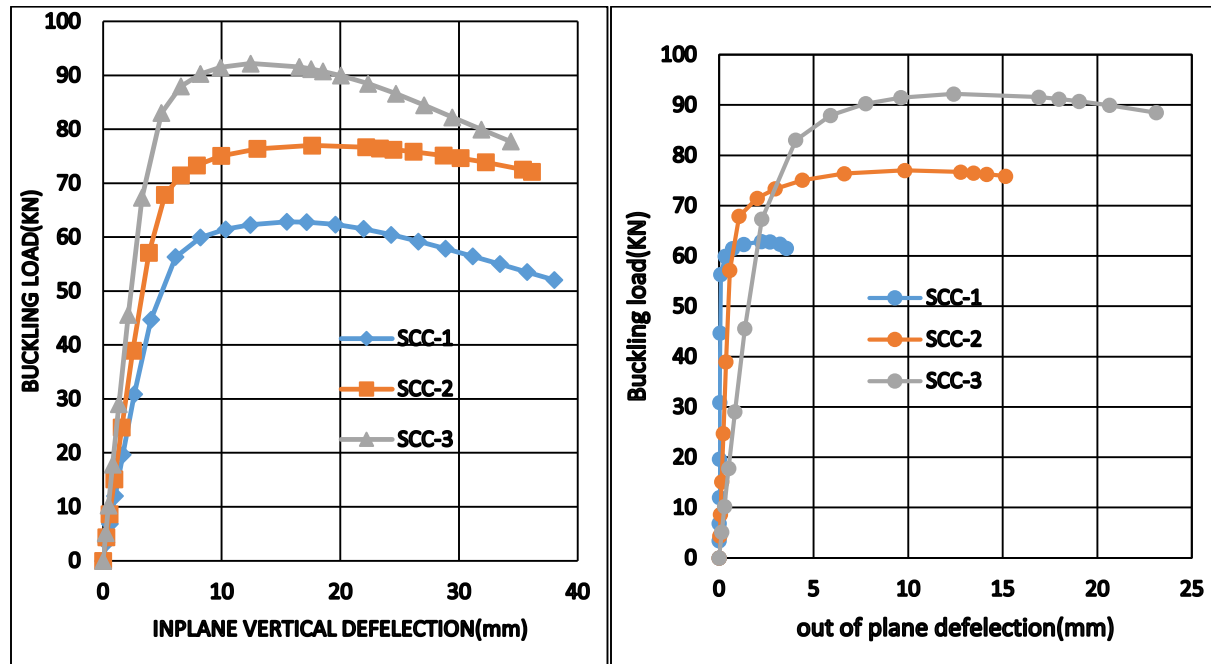 100
90
80
70
60
50
40
30
20
10
0
BUCKLING LOAD(KN)
SCC-1
SCC-2
SCC-3
0 10 20 30 40
INPLANE VERTICAL DEFELECTION(mm)
100
90
80
70
60
50
40
30
20
10
0
Buckling load(KN)
SCC-1
SCC-2
SCC-3
0 5 10 15 20 25
out of plane defelection(mm)